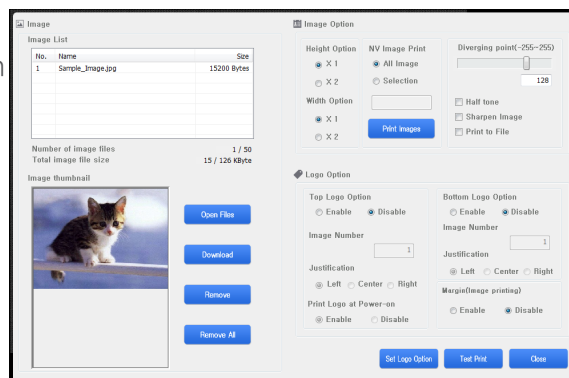 Image
Image List
No. Name Size
1 Sample_Image.jpg 15200 Bytes
Number of image files 1 / 50
Total image file size 15 / 126 KByte
Image thumbnail
Open Files
Download
Remove
Remove All
Image Option
Height Option
X 1
X 2
Width Option
X 1
X 2
NV Image Print
All Image
Selection
Print Images
Diverging point(-255~255)
128
Half tone
Sharpen Image
Print to File
Logo Option
Top Logo Option
Enable Disable
Image Number
1
Justification
Left Center Right
Print Logo at Power-on
Enable Disable
Bottom Logo Option
Enable Disable
Image Number
1
Justification
Left Center Right
Margin(Image printing)
Enable Disable
Set Logo Option Test Print Close